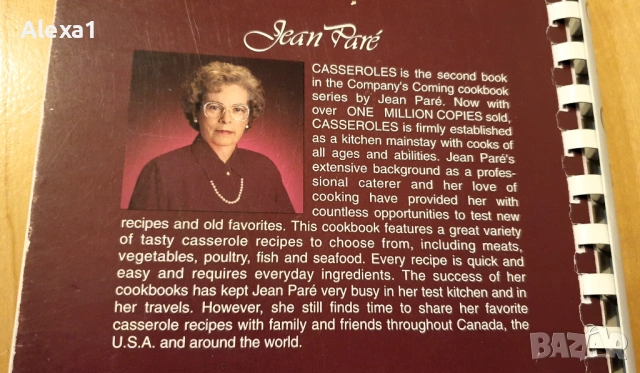 Alexa1
Jean Paré
CASSEROLES is the second book
in the Company's Coming cookbook
series by Jean Paré. Now with
over ONE MILLION COPIES sold,
CASSEROLES is firmly established
as a kitchen mainstay with cooks of
all ages and abilities. Jean Paré's
extensive background as a profes-
sional caterer and her love of
cooking have provided her with
countless opportunities to test new
recipes and old favorites. This cookbook features a great variety
of tasty casserole recipes to choose from, including meats,
vegetables, poultry, fish and seafood. Every recipe is quick and
easy and requires everyday ingredients. The success of her
cookbooks has kept Jean Paré very busy in her test kitchen and in
her travels. However, she still finds time to share her favorite
casserole recipes with family and friends throughout Canada, the
U.S.A. and around the world.
BAZAR.BG